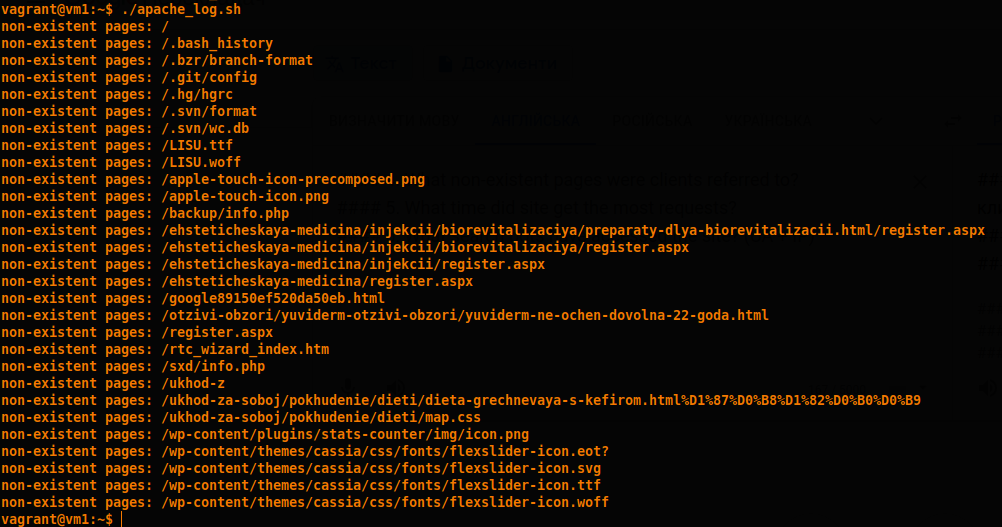 vagrant@vm1:~$ ./apache_log.sh
non-existent pages: /
non-existent pages: /.bash_history
non-existent pages: /.bzr/branch-format
non-existent pages: /.git/config
non-existent pages: /.hg/hgrc
non-existent pages: /.svn/format
non-existent pages: /.svn/wc.db
non-existent pages: /LISU.ttf
non-existent pages: /LISU.woff
non-existent pages: /apple-touch-icon-precomposed.png
non-existent pages: /apple-touch-icon.png
non-existent pages: /backup/info.php
non-existent pages: /ehsteticheskaya-medicina/injekcii/biorevitalizaciya/preparaty-dlya-biorevitalizacii.html/register.aspx
non-existent pages: /ehsteticheskaya-medicina/injekcii/biorevitalizaciya/register.aspx
non-existent pages: /ehsteticheskaya-medicina/injekcii/register.aspx
non-existent pages: /ehsteticheskaya-medicina/register.aspx
non-existent pages: /google89150ef520da50eb.html
non-existent pages: /otzivi-obzori/yuviderm-otzivi-obzori/yuviderm-ne-ochen-dovolna-22-goda.html
non-existent pages: /register.aspx
non-existent pages: /rtc_wizard_index.htm
non-existent pages: /sxd/info.php
non-existent pages: /ukhod-z
non-existent pages: /ukhod-za-soboj/pokhudenie/dieti/dieta-grechnevaya-s-kefirom.html%D1%87%D0%B8%D1%82%D0%B0%D0%B9
non-existent pages: /ukhod-za-soboj/pokhudenie/dieti/map.css
non-existent pages: /wp-content/plugins/stats-counter/img/icon.png
non-existent pages: /wp-content/themes/cassia/css/fonts/flexslider-icon.eot?
non-existent pages: /wp-content/themes/cassia/css/fonts/flexslider-icon.svg
non-existent pages: /wp-content/themes/cassia/css/fonts/flexslider-icon.ttf
non-existent pages: /wp-content/themes/cassia/css/fonts/flexslider-icon.woff
vagrant@vm1:~$